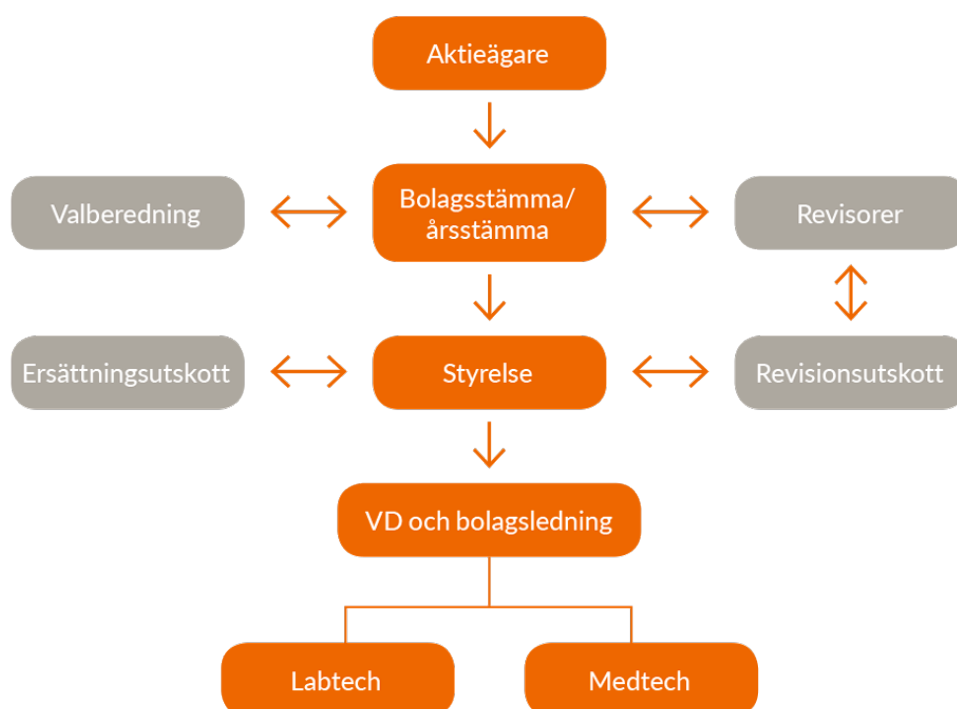 Aktieägare
Valberedning
Bolagsstämma/
årsstämma
Revisorer
Ersättningsutskott
Styrelse
Revisionsutskott
VD och bolagsledning
Labtech
Medtech